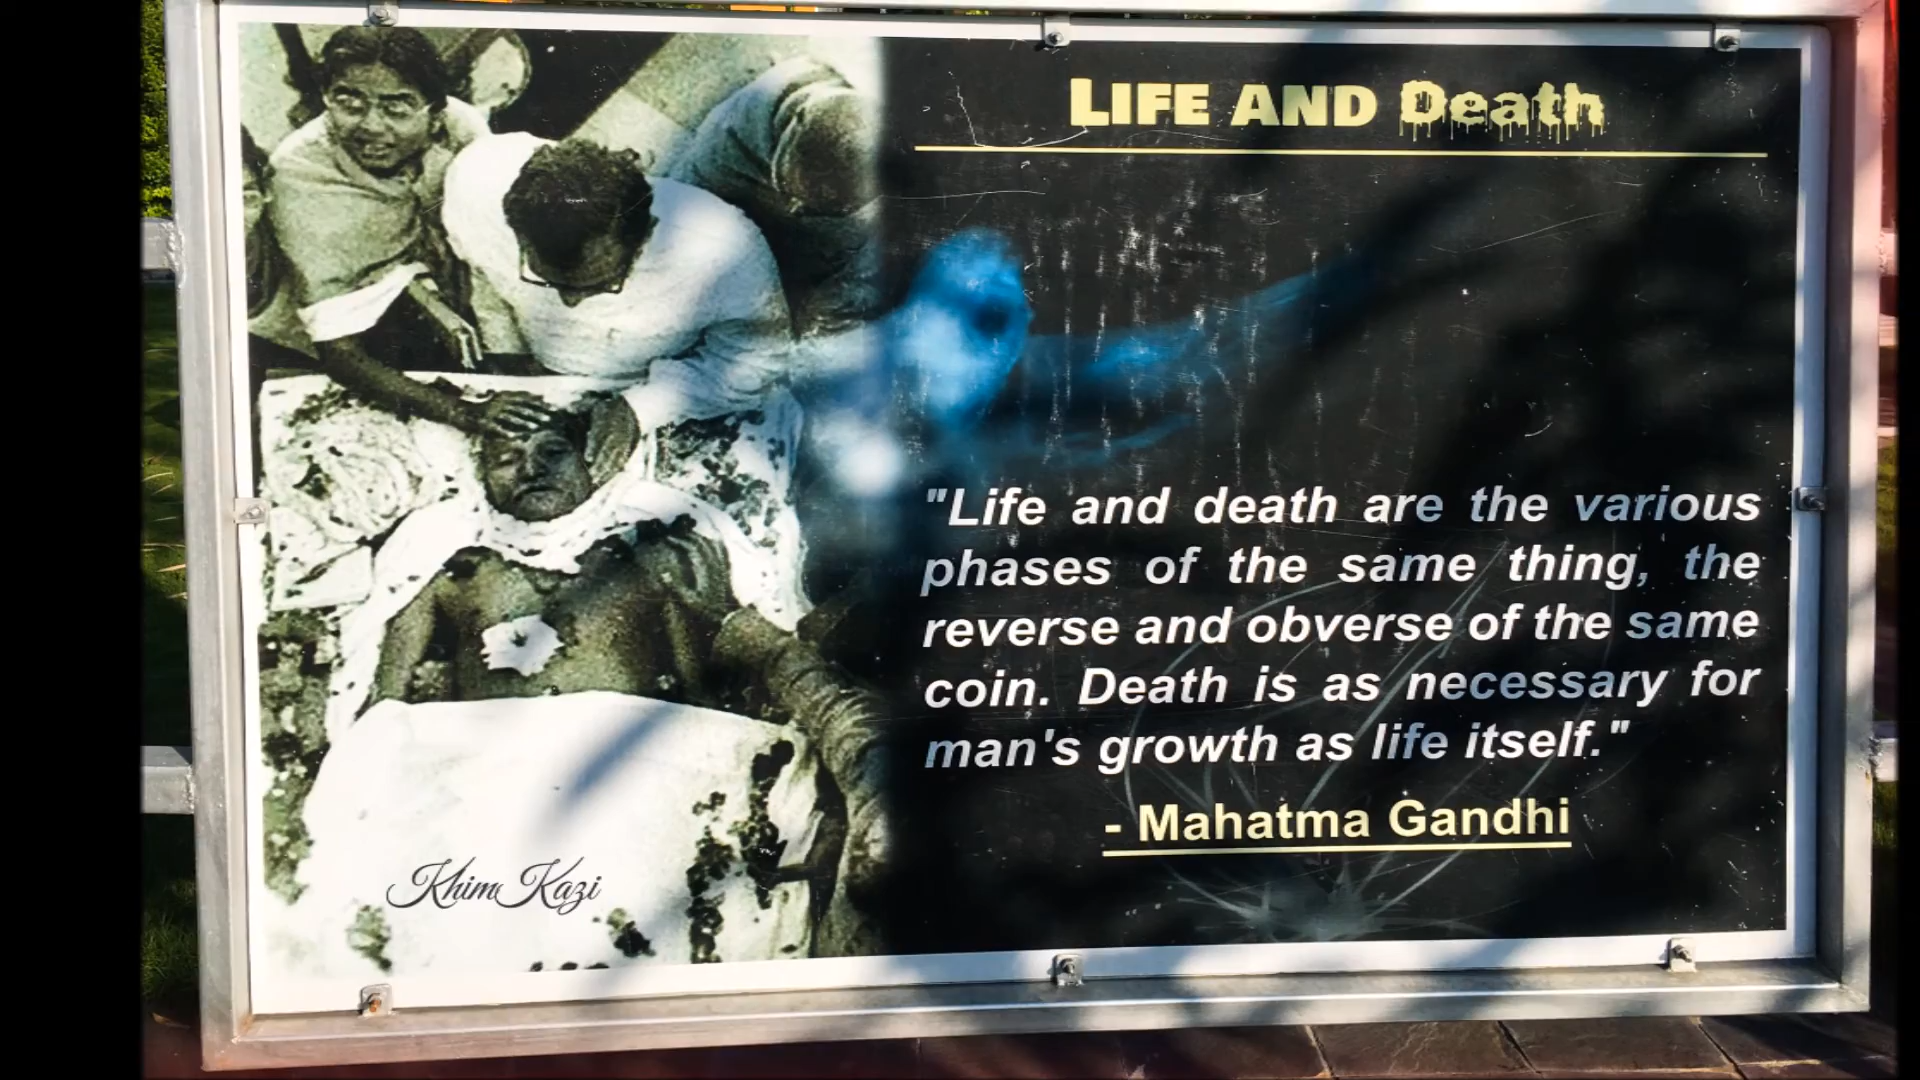 LIFE AND Death
"Life and death are the various
phases of the same thing, the
reverse and obverse of the same
coin. Death is as necessary for
man's growth as life itself."
- Mahatma Gandhi
Khim Kazi